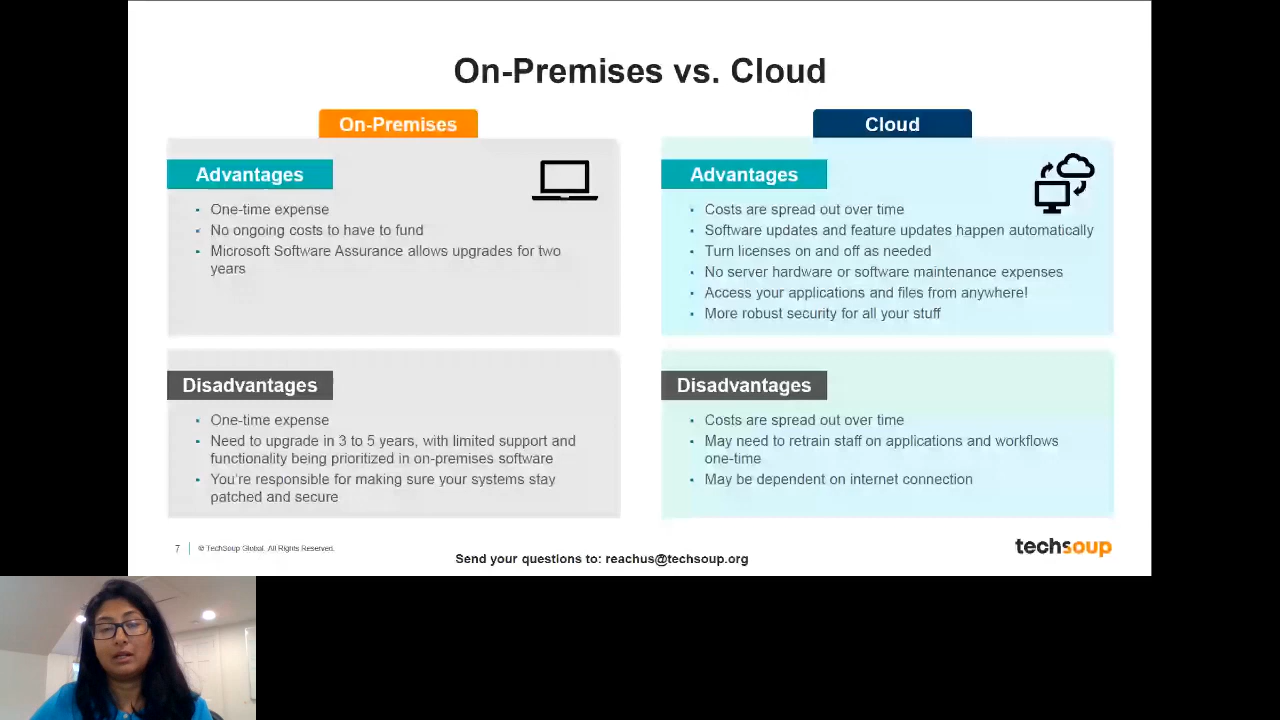 On-Premises vs. Cloud
On-Premises
Advantages
One-time expense
No ongoing costs to have to fund
Microsoft Software Assurance allows upgrades for two
years
Disadvantages
One-time expense
Need to upgrade in 3 to 5 years, with limited support and
functionality being prioritized in on-premises software
You're responsible for making sure your systems stay
patched and secure
Cloud
Advantages
Costs are spread out over time
Software updates and feature updates happen automatically
Turn licenses on and off as needed
No server hardware or software maintenance expenses
Access your applications and files from anywhere!
More robust security for all your stuff
Disadvantages
Costs are spread out over time
May need to retrain staff on applications and workflows
one-time
May be dependent on internet connection
7
© TechSoup Global. All Rights Reserved.
Send your questions to: reachus@techsoup.org
techsoup